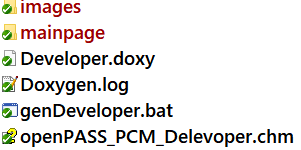 images
mainpage
Developer.doxy
Doxygen.log
genDeveloper.bat
openPASS_PCM_Delevoper.chm